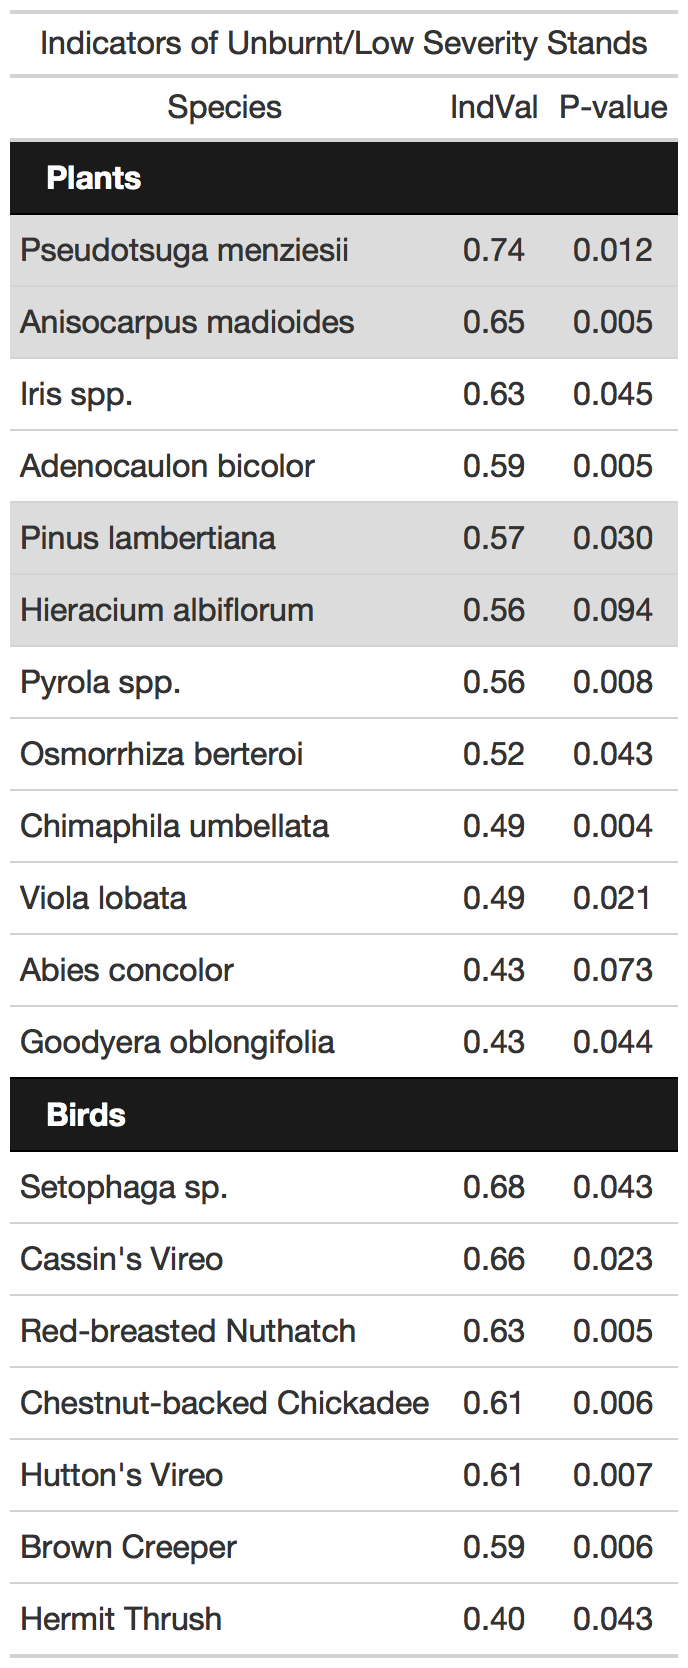 Indicators of Unburnt/Low Severity Stands
Species IndVal P-value
Plants
Pseudotsuga menziesii 0.74 0.012
Anisocarpus madioides 0.65 0.005
Iris spp. 0.63 0.045
Adenocaulon bicolor 0.59 0.005
Pinus lambertiana 0.57 0.030
Hieracium albiflorum 0.56 0.094
Pyrola spp. 0.56 0.008
Osmorrhiza berteroi 0.52 0.043
Chimaphila umbellata 0.49 0.004
Viola lobata 0.49 0.021
Abies concolor 0.43 0.073
Goodyera oblongifolia 0.43 0.044
Birds
Setophaga sp. 0.68 0.043
Cassin's Vireo 0.66 0.023
Red-breasted Nuthatch 0.63 0.005
Chestnut-backed Chickadee 0.61 0.006
Hutton's Vireo 0.61 0.007
Brown Creeper 0.59 0.006
Hermit Thrush 0.40 0.043